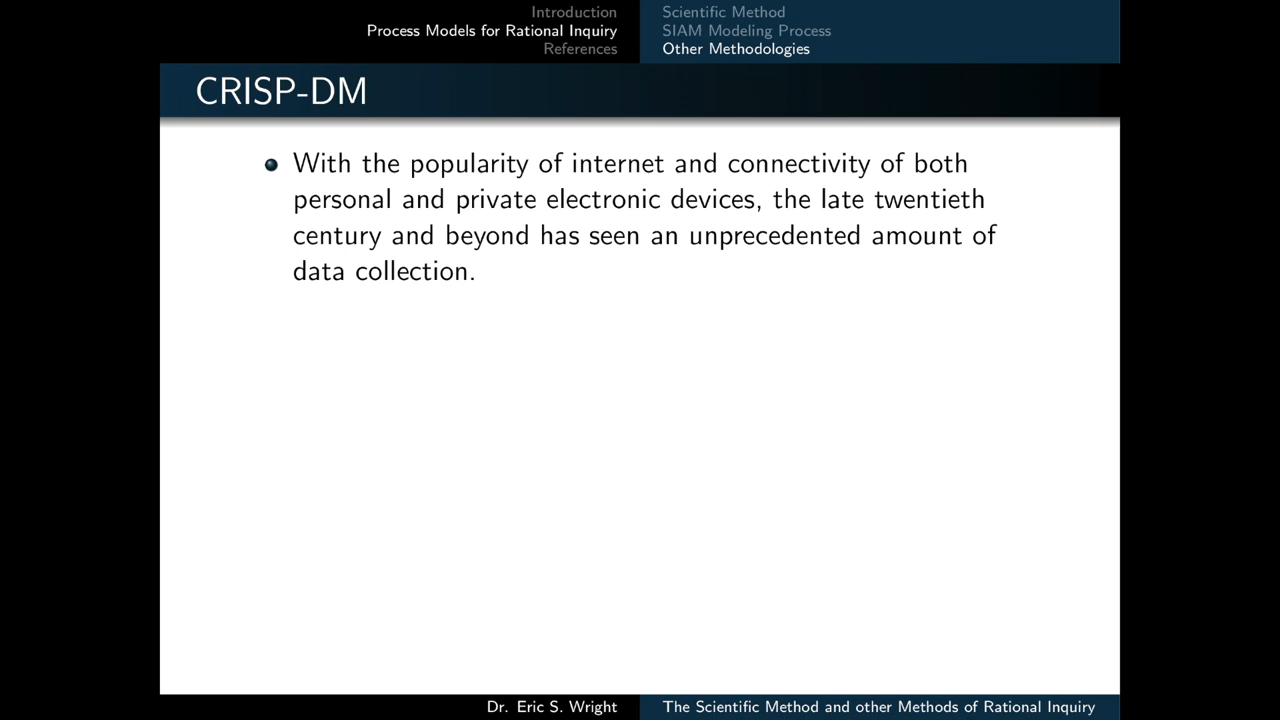 Introduction
Process Models for Rational Inquiry
References
Scientific Method
SIAM Modeling Process
Other Methodologies
CRISP-DM
With the popularity of internet and connectivity of both
personal and private electronic devices, the late twentieth
century and beyond has seen an unprecedented amount of
data collection.
Dr. Eric S. Wright
The Scientific Method and other Methods of Rational Inquiry